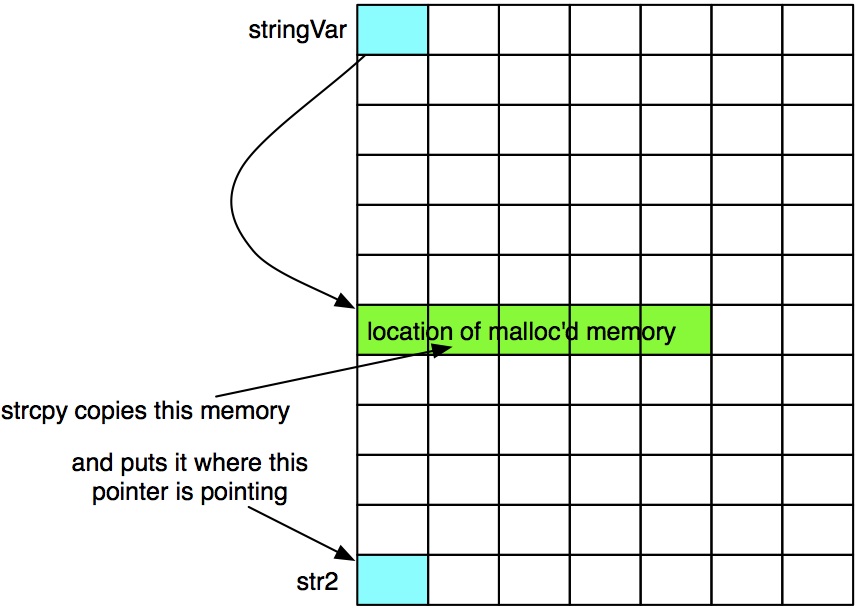 stringVar
location of malloc'd memory
strcpy copies this memory
and puts it where this
pointer is pointing
str2